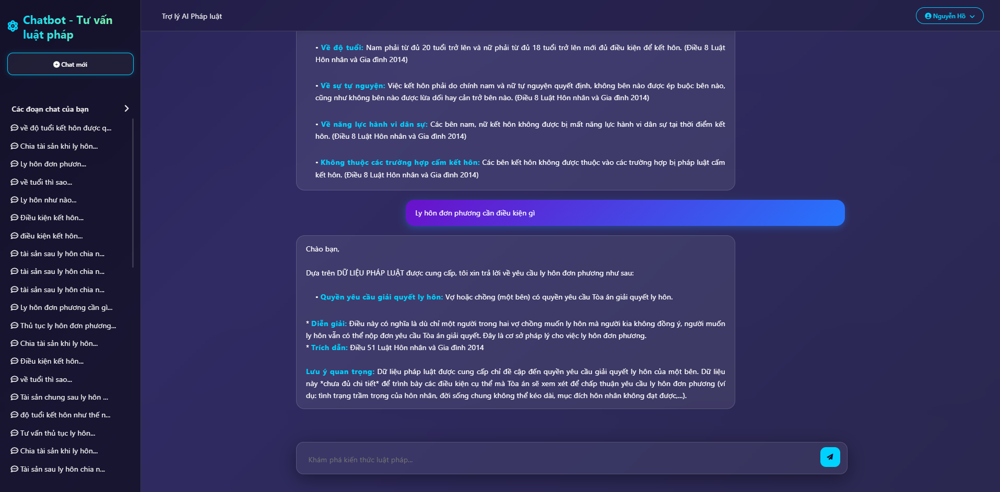 Chatbot - Tư vấn
luật pháp
Chat mới
Các đoạn chat của bạn
về độ tuổi kết hôn được q...
Chia tài sản khi ly hôn...
Ly hôn đơn phươn...
về tuổi thì sao...
Ly hôn như nào...
Điều kiện kết hôn...
điều kiện kết hôn...
tài sản sau ly hôn chia n...
tài sản sau ly hôn chia n...
tài sản sau ly hôn chia n...
Ly hôn đơn phương cần gì...
Thủ tục ly hôn đơn phương...
Chia tài sản khi ly hôn...
Điều kiện kết hôn...
về tuổi thì sao...
Tài sản chung sau ly hôn ...
độ tuổi kết hôn như thế n...
Tư vấn thủ tục ly hôn...
Chia tài sản khi ly hôn...
Tài sản sau ly hôn chia n...
Trợ lý AI Pháp luật
Nguyễn Hồ
• Về độ tuổi: Nam phải từ đủ 20 tuổi trở lên và nữ phải từ đủ 18 tuổi trở lên mới đủ điều kiện để kết hôn. (Điều 8 Luật
Hôn nhân và Gia đình 2014)
• Về sự tự nguyện: Việc kết hôn phải do chính nam và nữ tự nguyện quyết định, không bên nào được ép buộc bên nào,
cũng như không bên nào được lừa dối hay cản trở bên nào. (Điều 8 Luật Hôn nhân và Gia đình 2014)
• Về năng lực hành vi dân sự: Các bên nam, nữ kết hôn không được bị mất năng lực hành vi dân sự tại thời điểm kết
hôn. (Điều 8 Luật Hôn nhân và Gia đình 2014)
• Không thuộc các trường hợp cấm kết hôn: Các bên kết hôn không được thuộc vào các trường hợp bị pháp luật cấm
kết hôn. (Điều 8 Luật Hôn nhân và Gia đình 2014)
Ly hôn đơn phương cần điều kiện gì
Chào bạn,
Dựa trên DỮ LIỆU PHÁP LUẬT được cung cấp, tôi xin trả lời về yêu cầu ly hôn đơn phương như sau:
• Quyền yêu cầu giải quyết ly hôn: Vợ hoặc chồng (một bên) có quyền yêu cầu Tòa án giải quyết ly hôn.
* Diễn giải: Điều này có nghĩa là dù chỉ một người trong hai vợ chồng muốn ly hôn mà người kia không đồng ý, người muốn
ly hôn vẫn có thể nộp đơn yêu cầu Tòa án giải quyết. Đây là cơ sở pháp lý cho việc ly hôn đơn phương.
* Trích dẫn: Điều 51 Luật Hôn nhân và Gia đình 2014
Lưu ý quan trọng: Dữ liệu pháp luật được cung cấp chỉ đề cập đến quyền yêu cầu giải quyết ly hôn của một bên. Dữ liệu
này *chưa đủ chi tiết* để trình bày các điều kiện cụ thể mà Tòa án sẽ xem xét để chấp thuận yêu cầu ly hôn đơn phương (ví
dụ: tình trạng trầm trọng của hôn nhân, đời sống chung không thể kéo dài, mục đích hôn nhân không đạt được,...).
Khám phá kiến thức luật pháp...